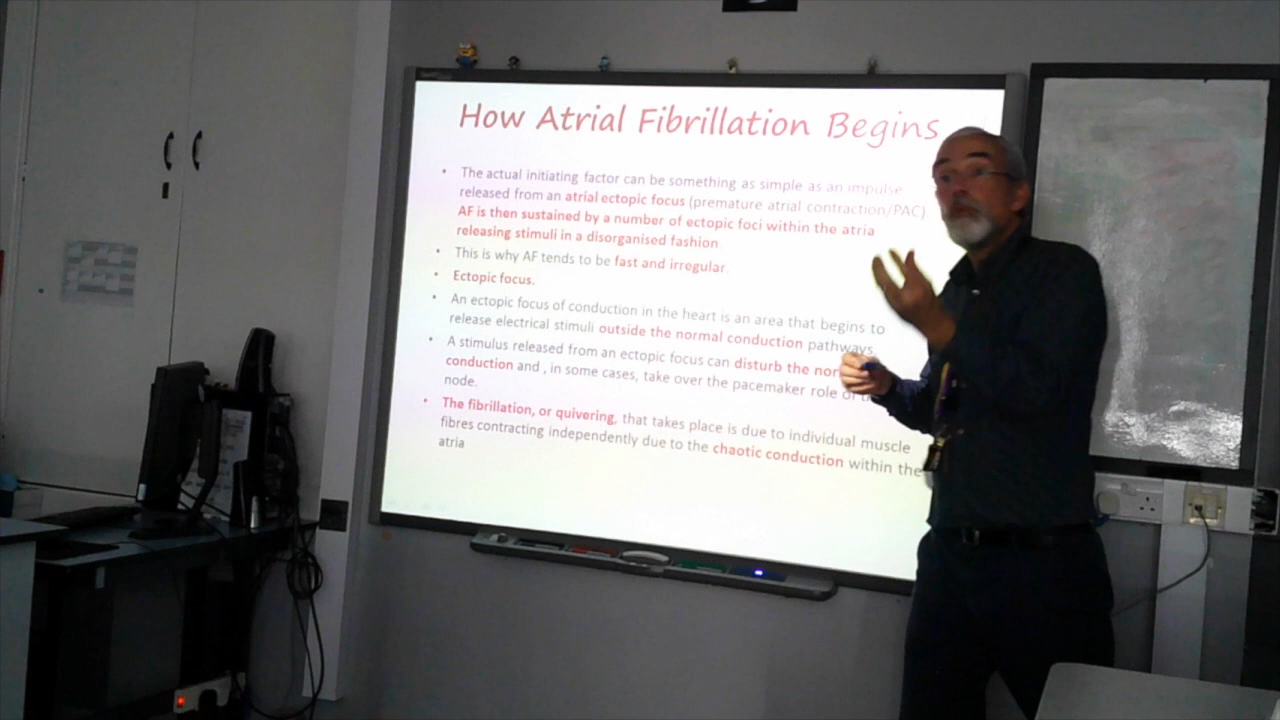 How Atrial Fibrillation Begins
• The actual initiating factor can be something as simple as an impulse
released from an atrial ectopic focus (premature atrial contraction/PAC)
AF is then sustained by a number of ectopic foci within the atria
releasing stimuli in a disorganised fashion
• This is why AF tends to be fast and irregular.
• Ectopic focus.
• An ectopic focus of conduction in the heart is an area that begins to
release electrical stimuli outside the normal conduction pathways.
• A stimulus released from an ectopic focus can disturb the
conduction and , in some cases, take over the pacemaker role of
node.
• The fibrillation, or quivering, that takes place is due to individual muscle
fibres contracting independently due to the chaotic conduction within the
atria